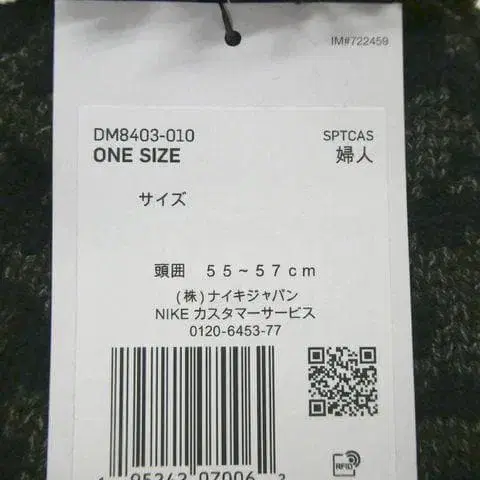 IM#722459
DM8403-010
SPTCAS
ONE SIZE
婦人
サイズ
頭囲 55~57cm
(株)ナイキジャパン
NIKE カスタマーサービス
0120-6453-77
RFID